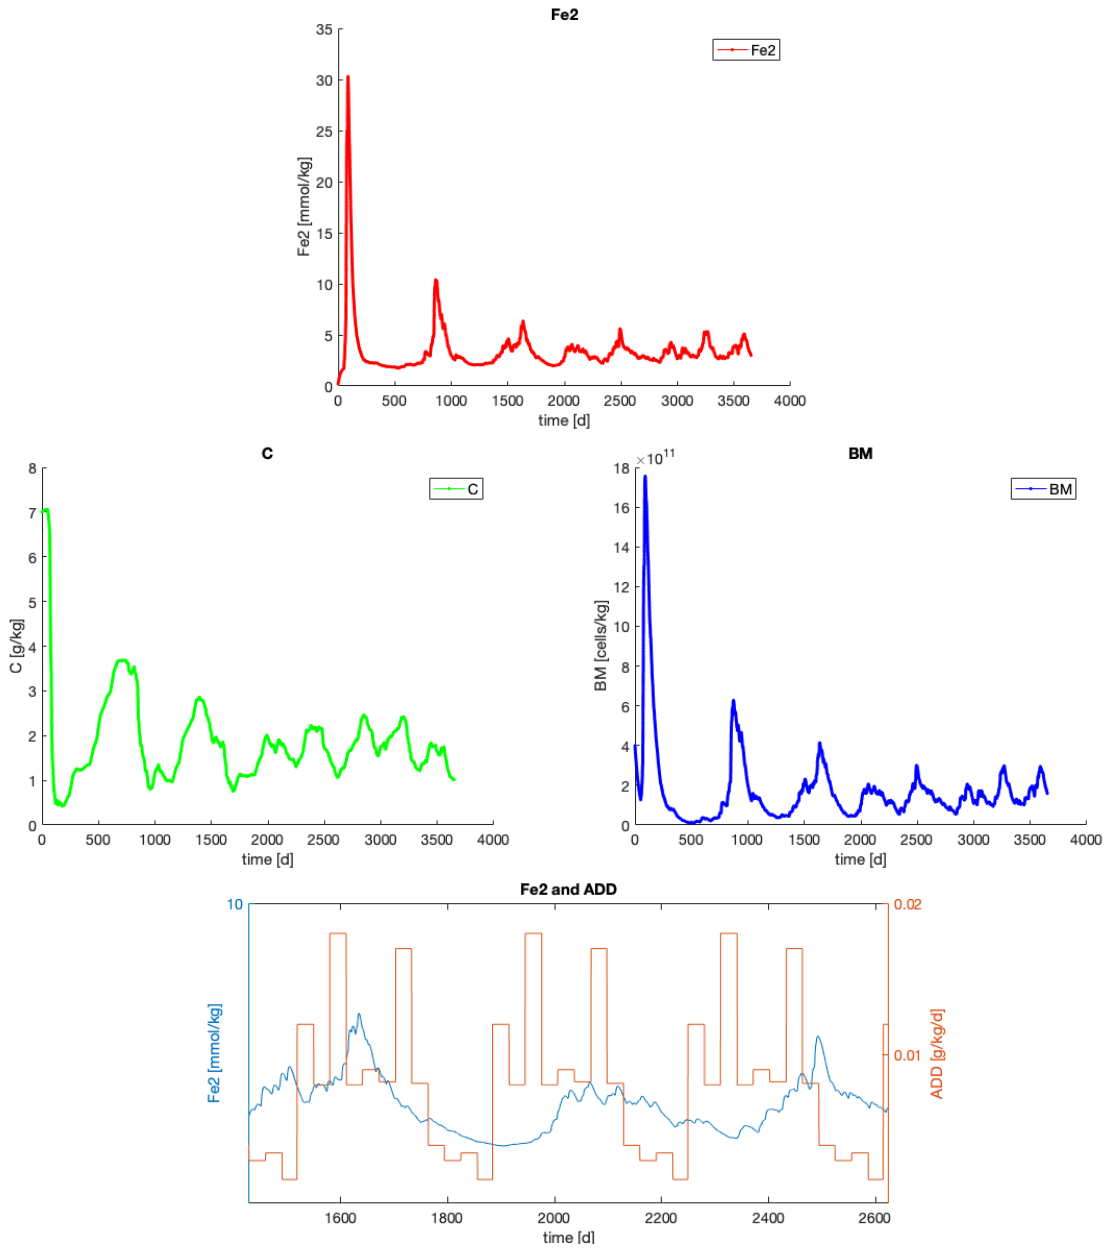 Fe2
35
30
25
20
15
10
5
0
Fe2 [mmol/kg]
Fe2
0 500 1000 1500 2000 2500 3000 3500 4000
time [d]
C
8
7
6
5
4
3
2
1
0
C [g/kg]
C
0 500 1000 1500 2000 2500 3000 3500 4000
time [d]
BM
×10^11
18
16
14
12
10
8
6
4
2
0
BM [cells/kg]
BM
0 500 1000 1500 2000 2500 3000 3500 4000
time [d]
Fe2 and ADD
10
Fe2 [mmol/kg]
0.02
0.01
ADD [g/kg/d]
1600 1800 2000 2200 2400 2600
time [d]